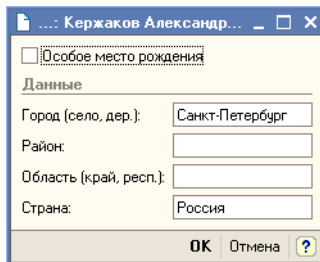 ...: Кержаков Александр...
Особое место рождения
Данные
Город (село, дер.): Санкт-Петербург
Район:
Область (край, респ.):
Страна: Россия
OK Отмена ?